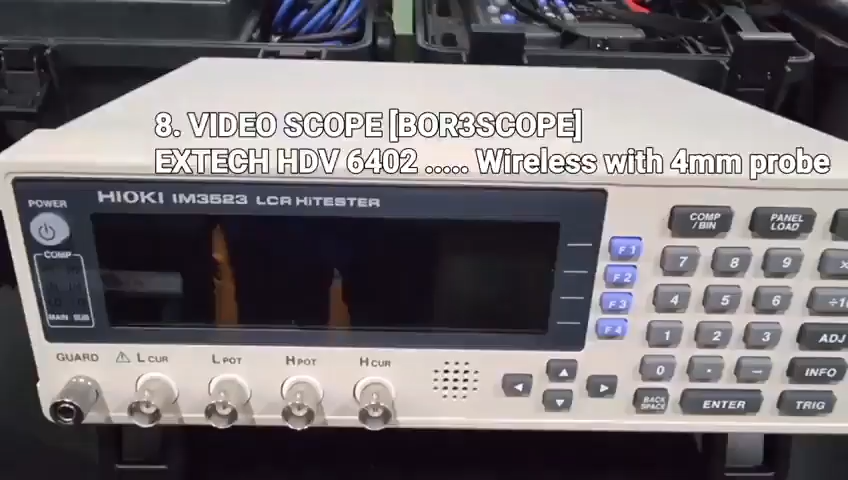 8. VIDEO SCOPE [BOR3SCOPE]
EXTECH HDV 6402 ..... Wireless with 4mm probe
HIOKI IM3523 LCR HiTESTER
POWER
COMP
MAIN SUB
GUARD
L CUR
L POT
H POT
H CUR
F1
F2
F3
F4
COMP
/BIN
PANEL
LOAD
7 8 9
4 5 6
1 2 3 ADJ
0 . − INFO
BACK
SPACE
ENTER
TRIG